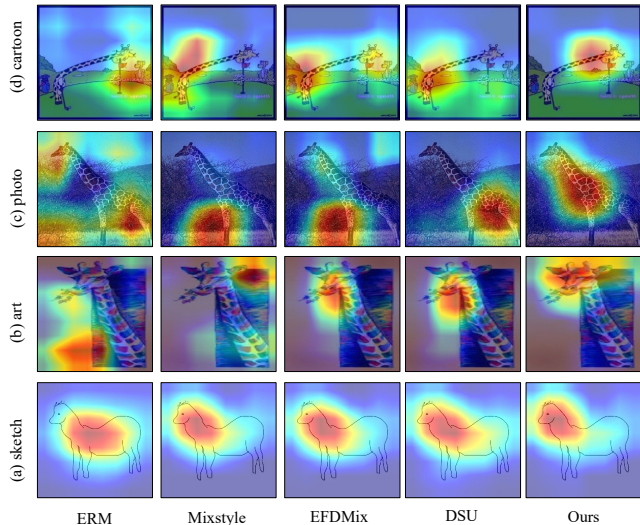 (d) cartoon
(c) photo
(b) art
(a) sketch
ERM Mixstyle EFDMix DSU Ours